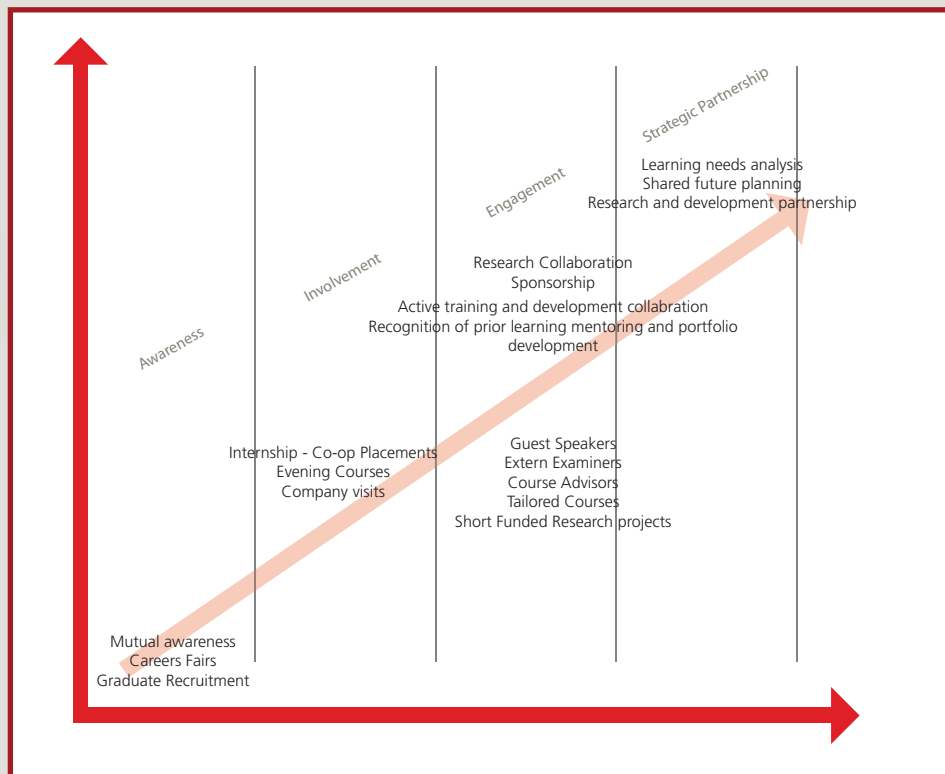 Strategic Partnership
Learning needs analysis
Shared future planning
Research and development partnership
Engagement
Research Collaboration
Sponsorship
Active training and development collabration
Recognition of prior learning mentoring and portfolio
development
Involvement
Awareness
Internship - Co-op Placements
Evening Courses
Company visits
Guest Speakers
Extern Examiners
Course Advisors
Tailored Courses
Short Funded Research projects
Mutual awareness
Careers Fairs
Graduate Recruitment